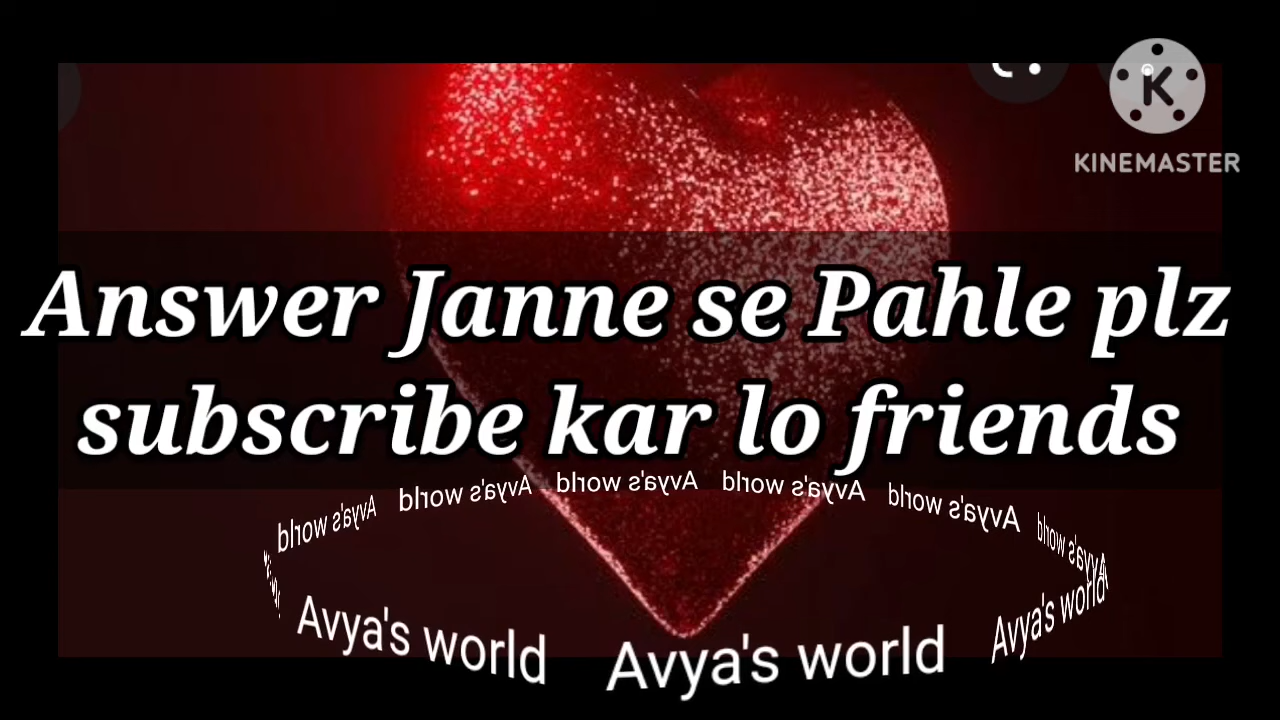 KINEMASTER
Answer Janne se Pahle plz
subscribe kar lo friends
Avya's world Avya's world Avya's world Avya's world Avya's world Avya's world
Avya's world Avya's world Avya's world